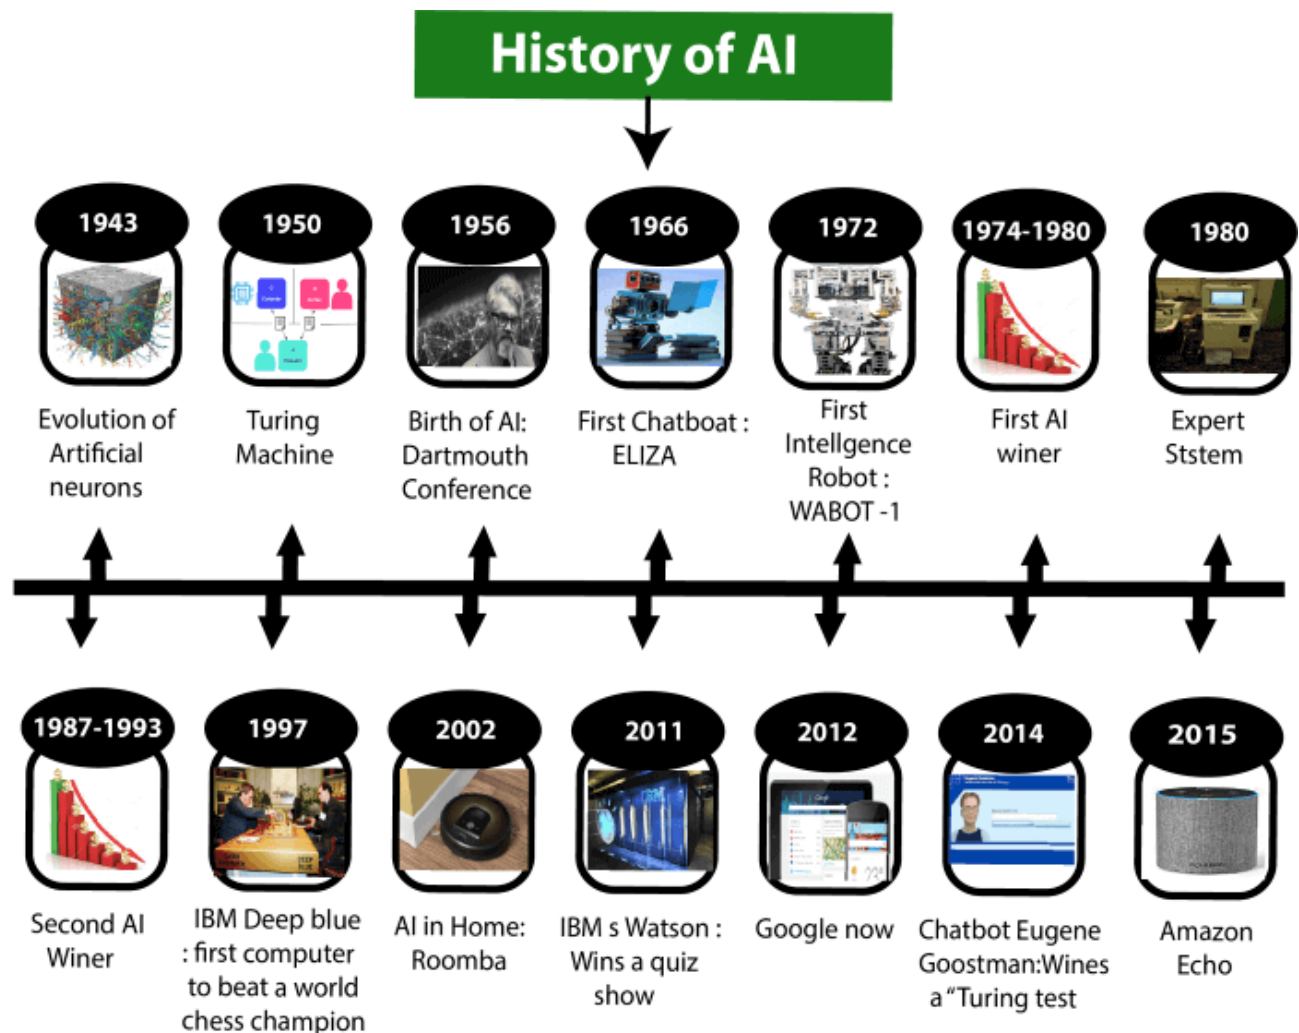 History of AI
1943
1950
1956
1966
1972
1974-1980
1980
Evolution of
Artificial
neurons
Turing
Machine
Birth of AI:
Dartmouth
Conference
First Chatboat :
ELIZA
First
Intellgence
Robot :
WABOT -1
First AI
winer
Expert
Ststem
1987-1993
1997
2002
2011
2012
2014
2015
IBM
Second AI
Winer
IBM Deep blue
: first computer
to beat a world
chess champion
AI in Home:
Roomba
IBM s Watson :
Wins a quiz
show
Google now
Chatbot Eugene
Goostman:Wines
a “Turing test
Amazon
Echo